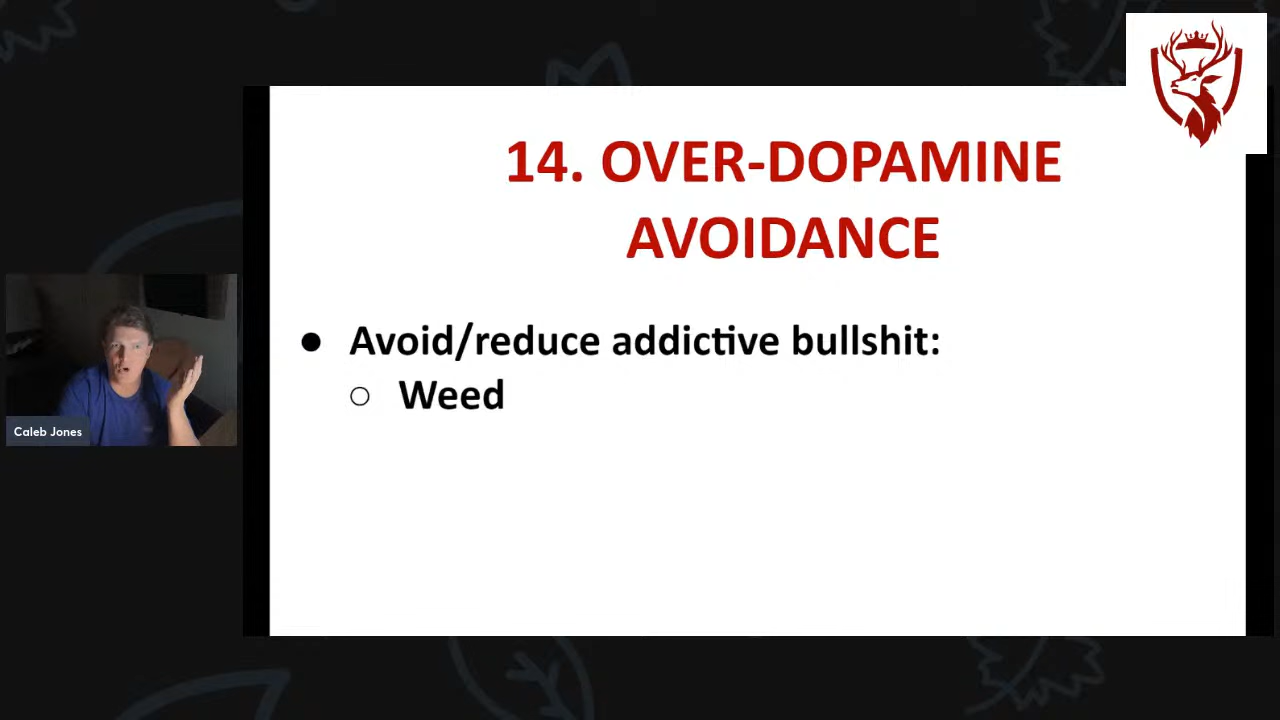 14. OVER-DOPAMINE
AVOIDANCE
● Avoid/reduce addictive bullshit:
○ Weed
Caleb Jones